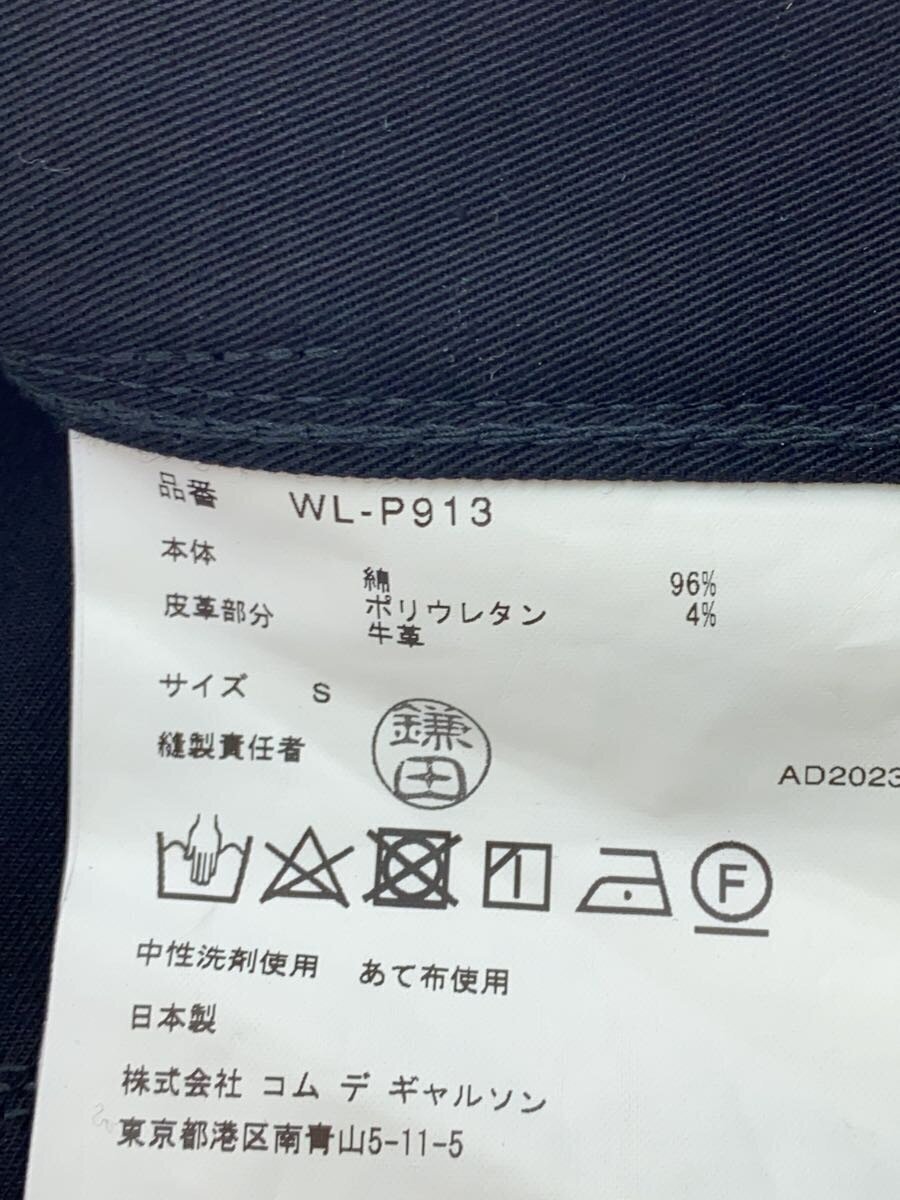 品番 WL-P913
本体
綿 96%
皮革部分 ポリウレタン 4%
牛革
サイズ S
縫製責任者 鎌田
AD2023
F
中性洗剤使用 あて布使用
日本製
株式会社 コム デ ギャルソン
東京都港区南青山5-11-5